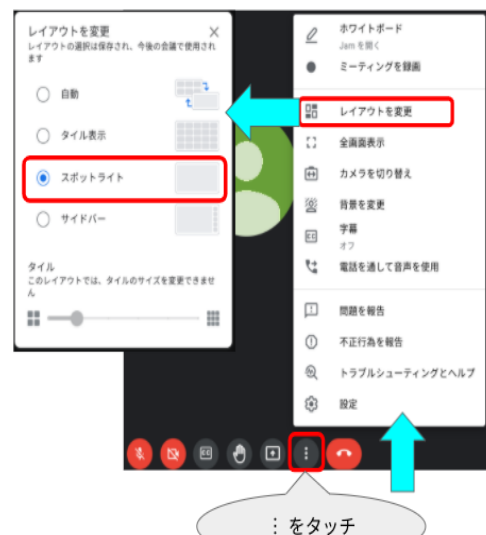 レイアウトを変更
レイアウトの選択は保存され、今後の会議で使用され
ます
自動
タイル表示
スポットライト
サイドバー
タイル
このレイアウトでは、タイルのサイズを変更できませ
ん
ホワイトボード
Jam を開く
ミーティングを録画
レイアウトを変更
全画面表示
カメラを切り替え
背景を変更
字幕
オフ
電話を通して音声を使用
問題を報告
不正行為を報告
トラブルシューティングとヘルプ
設定
：をタッチ